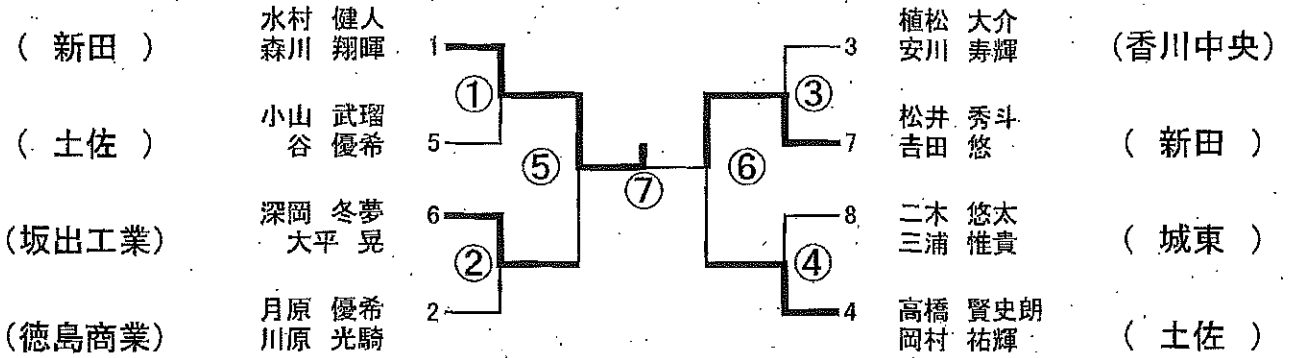 水村 健人
( 新田 ) 森川 翔暉 1
①
小山 武瑠
( 土佐 ) 谷 優希 5
⑤
深岡 冬夢 6
(坂出工業) 大平 晃
②
月原 優希 2
(徳島商業) 川原 光騎
⑦
植松 大介
3 安川 寿輝 (香川中央)
③
松井 秀斗
7 吉田 悠 ( 新田 )
⑥
8 二木 悠太
三浦 惟貴 ( 城東 )
④
4 高橋 賢史朗
岡村 祐輝 ( 土佐 )